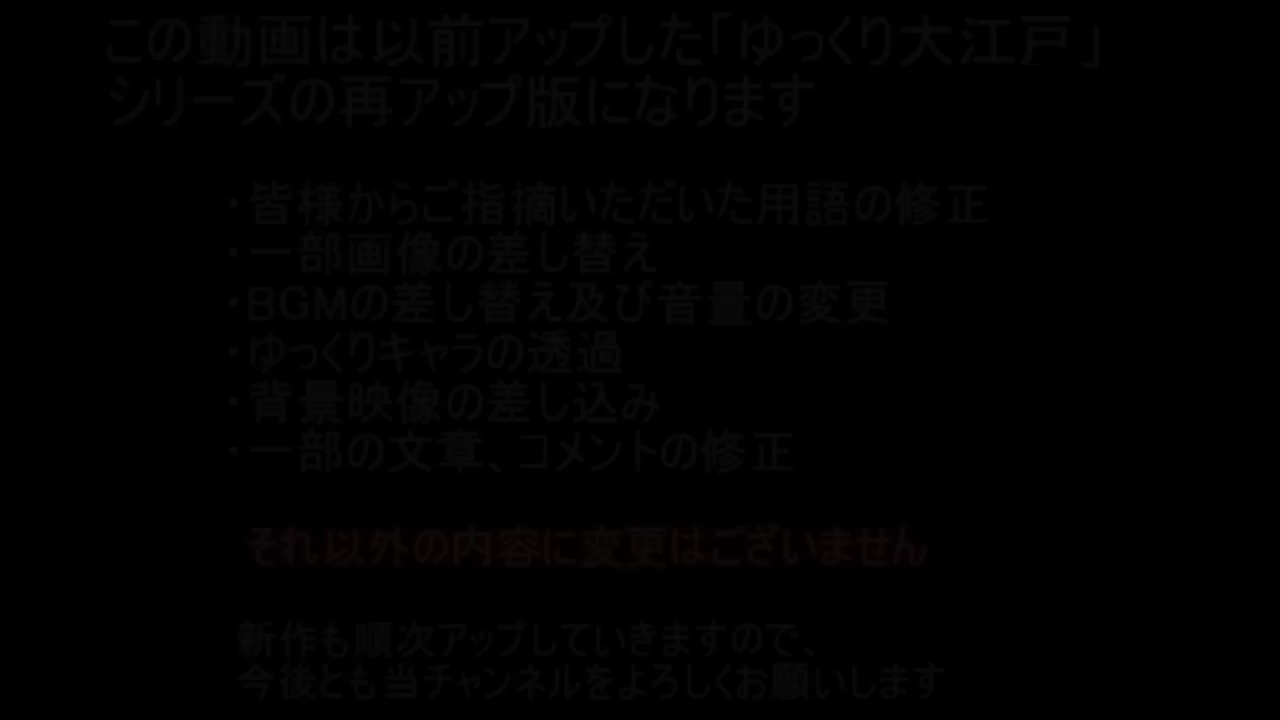 この動画は以前アップした「ゆっくり大江戸」
シリーズの再アップ版になります
・皆様からご指摘いただいた用語の修正
・一部画像の差し替え
・BGMの差し替え及び音量の変更
・ゆっくりキャラの透過
・背景映像の差し込み
・一部の文章、コメントの修正
それ以外の内容に変更はございません
新作も順次アップしていきますので、
今後とも当チャンネルをよろしくお願いします